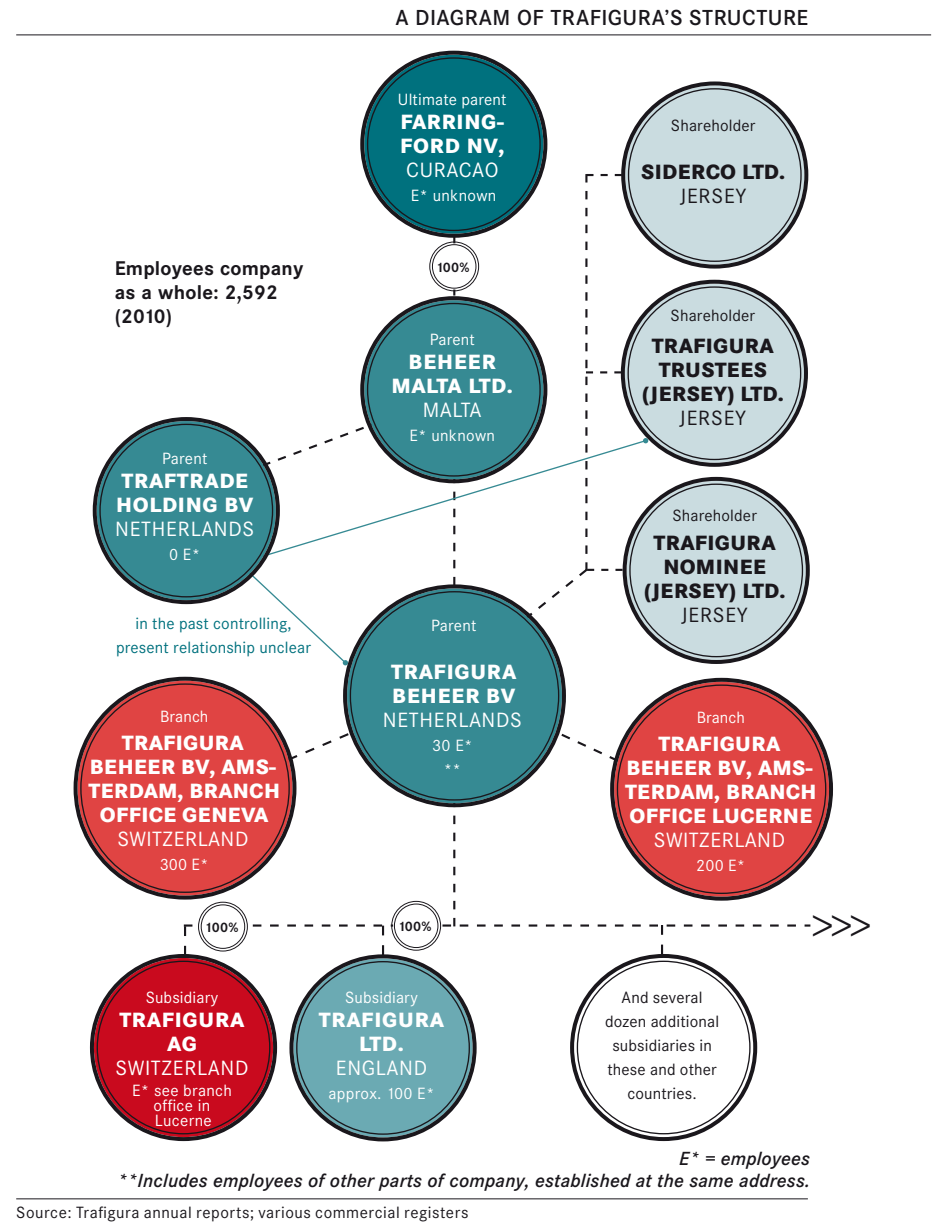 A DIAGRAM OF TRAFIGURA'S STRUCTURE
Ultimate parent
FARRING-
FORD NV,
CURACAO
E* unknown
Shareholder
SIDERCO LTD.
JERSEY
100%
Employees company
as a whole: 2,592
(2010)
Parent
BEHEER
MALTA LTD.
MALTA
E* unknown
Shareholder
TRAFIGURA
TRUSTEES
(JERSEY) LTD.
JERSEY
Parent
TRAFTRADE
HOLDING BV
NETHERLANDS
0 E*
Shareholder
TRAFIGURA
NOMINEE
(JERSEY) LTD.
JERSEY
in the past controlling,
present relationship unclear
Parent
TRAFIGURA
BEHEER BV
NETHERLANDS
30 E*
**
Branch
TRAFIGURA
BEHEER BV, AMS-
TERDAM, BRANCH
OFFICE GENEVA
SWITZERLAND
300 E*
Branch
TRAFIGURA
BEHEER BV, AMS-
TERDAM, BRANCH
OFFICE LUCERNE
SWITZERLAND
200 E*
100%
100%
Subsidiary
TRAFIGURA
AG
SWITZERLAND
E* see branch
office in
Lucerne
Subsidiary
TRAFIGURA
LTD.
ENGLAND
approx. 100 E*
And several
dozen additional
subsidiaries in
these and other
countries.
E* = employees
**Includes employees of other parts of company, established at the same address.
Source: Trafigura annual reports; various commercial registers